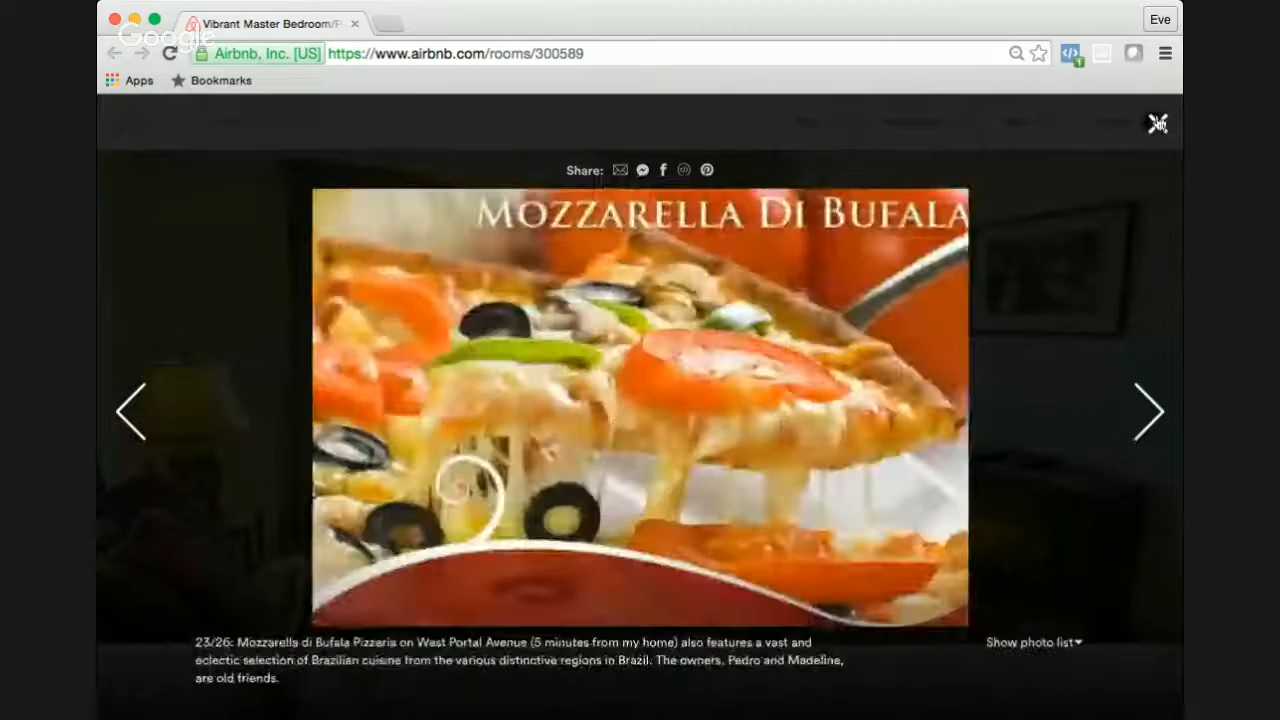 Google
Vibrant Master Bedroom/P
Eve
Airbnb, Inc. [US]
https://www.airbnb.com/rooms/300589
Apps
Bookmarks
Share:
MOZZARELLA DI BUFALA
23/26: Mozzarella di Bufala Pizzeria on West Portal Avenue (5 minutes from my home) also features a vast and
eclectic selection of Brazilian cuisine from the various distinctive regions in Brazil. The owners, Pedro and Madeline,
are old friends.
Show photo list